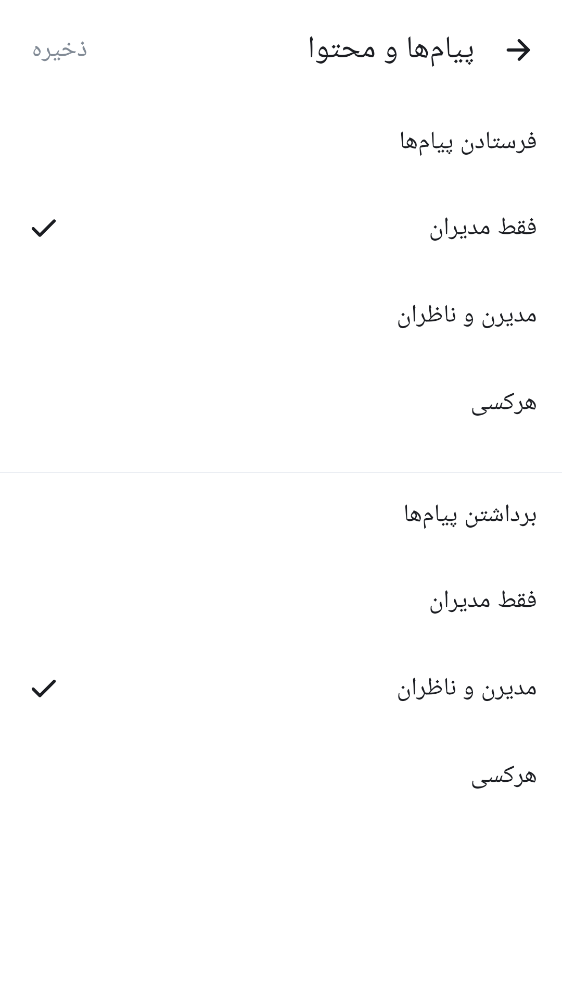 پیام‌ها و محتوا
ذخیره
فرستادن پیام‌ها
فقط مدیران
مدیرن و ناظران
هرکسی
برداشتن پیام‌ها
فقط مدیران
مدیرن و ناظران
هرکسی